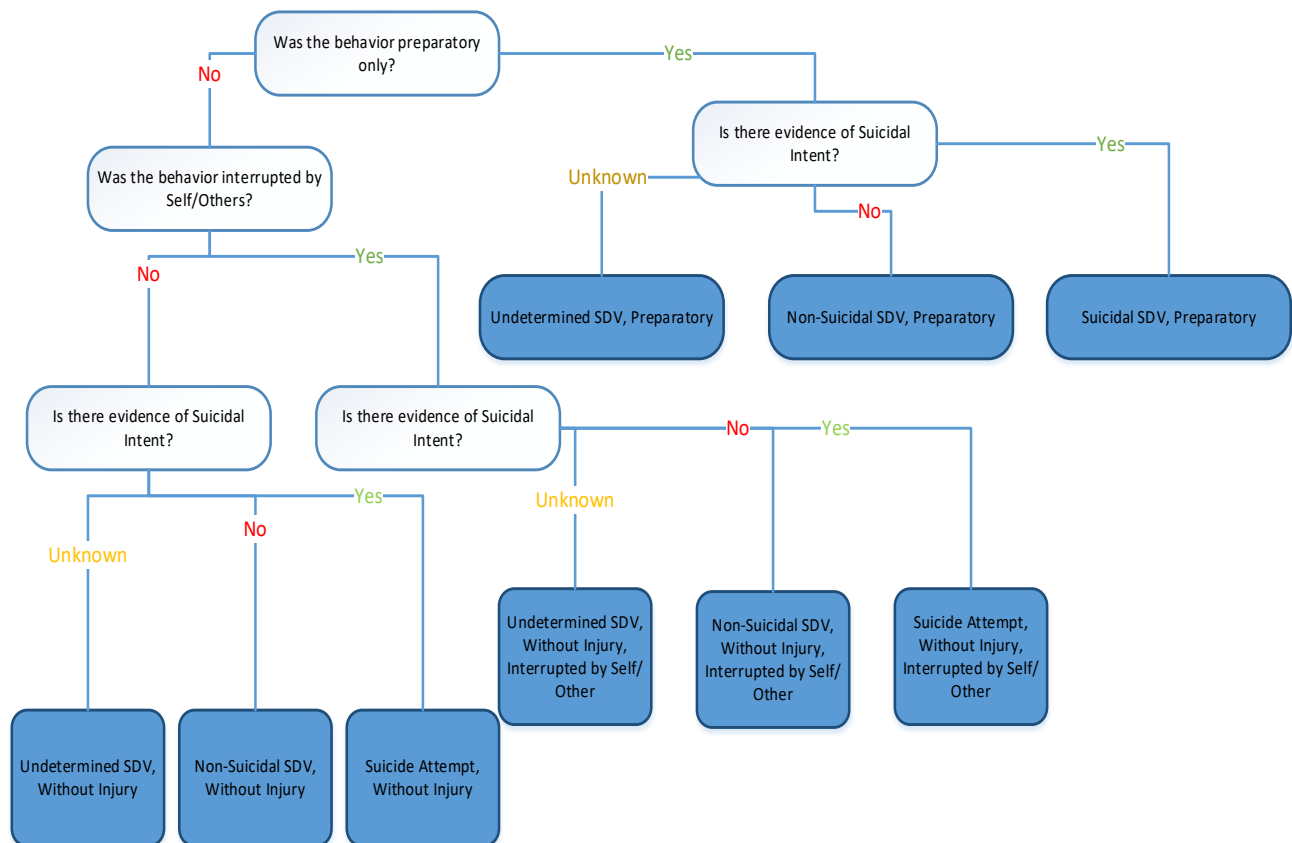 Was the behavior preparatory
only?
Yes
No
Is there evidence of Suicidal
Intent?
Yes
Was the behavior interrupted by
Self/Others?
Unknown
No
Yes
No
Undetermined SDV, Preparatory
Non-Suicidal SDV, Preparatory
Suicidal SDV, Preparatory
Is there evidence of Suicidal
Intent?
Is there evidence of Suicidal
Intent?
No
Yes
Yes
Unknown
No
Unknown
Undetermined SDV,
Without Injury,
Interrupted by Self/
Other
Non-Suicidal SDV,
Without Injury,
Interrupted by Self/
Other
Suicide Attempt,
Without Injury,
Interrupted by Self/
Other
Undetermined SDV,
Without Injury
Non-Suicidal SDV,
Without Injury
Suicide Attempt,
Without Injury